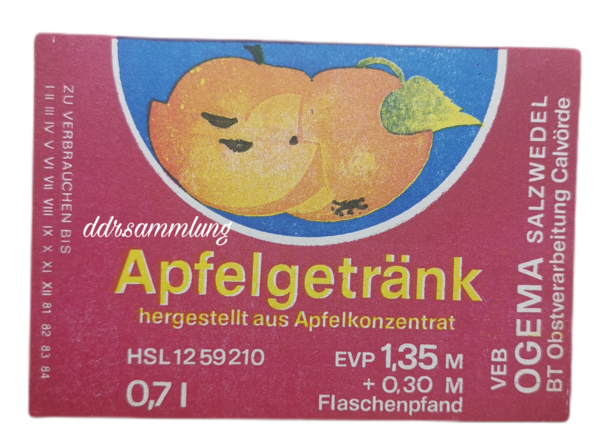 ZU VERBRAUCHEN BIS
I II III IV V VI VII VIII IX X XI XII 81 82 83 84
ddrsammlung
Apfelgetränk
hergestellt aus Apfelkonzentrat
HSL 12 59 210
0,7 l
EVP 1,35 M
+ 0,30 M
Flaschenpfand
VEB
OGEMA SALZWEDEL
BT Obstverarbeitung Calvörde